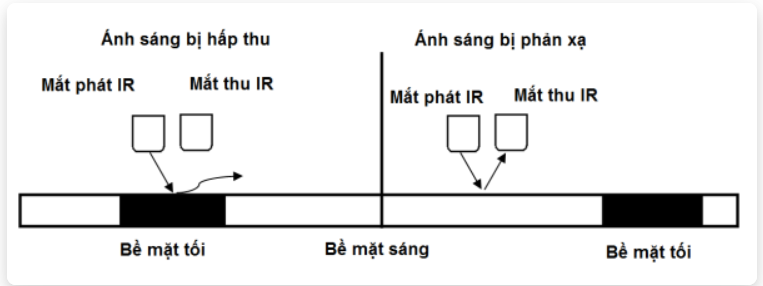 Ánh sáng bị hấp thu
Ánh sáng bị phản xạ
Mắt phát IR
Mắt thu IR
Mắt phát IR
Mắt thu IR
Bề mặt tối
Bề mặt sáng
Bề mặt tối